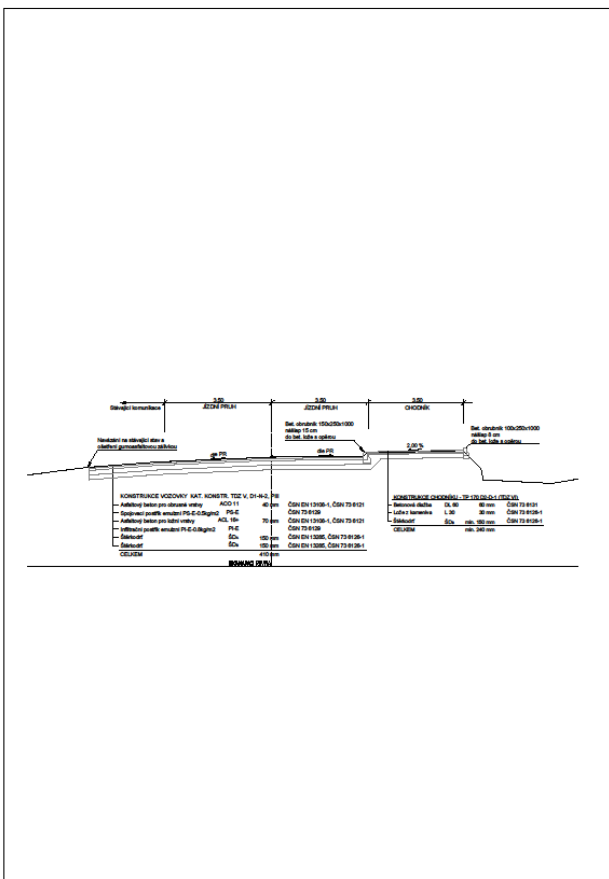 3,50 3,50 3,50
Stávající komunikace JÍZDNÍ PRUH JÍZDNÍ PRUH CHODNÍK
Bet. obrubník 150x250x1000
nášlap 15 cm
do bet. lože s opěrou
Bet. obrubník 100x250x1000
nášlap 6 cm
do bet. lože s opěrou
Navázání na stávající stav a
ošetření gumoasfaltovou zálivkou
dle PR
dle PR
2,00 %
KONSTRUKCE VOZOVKY KAT. KONSTR. TDZ V, D1-N-2, PIII
Asfaltový beton pro obrusné vrstvy ACO 11 40 mm ČSN EN 13108-1, ČSN 73 6121
Spojovací postřik emulzní PS-E-0.5kg/m2 PS-E ČSN 73 6129
Asfaltový beton pro ložní vrstvy ACL 16+ 70 mm ČSN EN 13108-1, ČSN 73 6121
Infiltrační postřik emulzní PI-E-0.8kg/m2 PI-E ČSN 73 6129
Štěrkodrť ŠDA 150 mm ČSN EN 13285, ČSN 73 6126-1
Štěrkodrť ŠDA 150 mm ČSN EN 13285, ČSN 73 6126-1
CELKEM 410 mm
KONSTRUKCE CHODNÍKU - TP 170 D2-D-1 (TDZ VI)
Betonová dlažba DL 60 60 mm ČSN 73 6131
Lože z kameniva L 30 30 mm ČSN 73 6126-1
Štěrkodrť ŠDA min. 150 mm ČSN 73 6126-1
CELKEM min. 240 mm